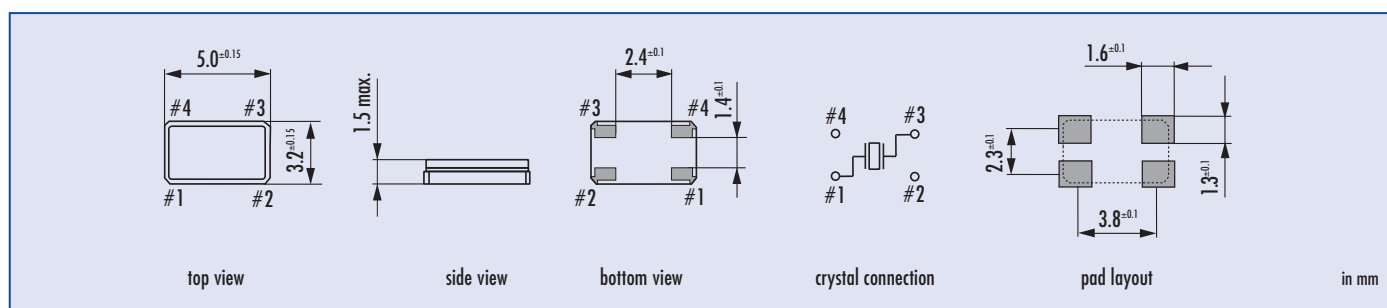 5.0±0.15
#4 #3
3.2±0.15
#1 #2
top view
1.5 max.
side view
2.4±0.1
#3 #4
1.4±0.1
#2 #1
bottom view
#4 #3
#1 #2
crystal connection
1.6±0.1
2.3±0.1
1.3±0.1
3.8±0.1
pad layout
in mm